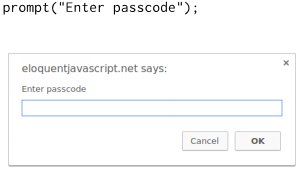 prompt("Enter passcode");
eloquentjavascript.net says:
Enter passcode
Cancel OK